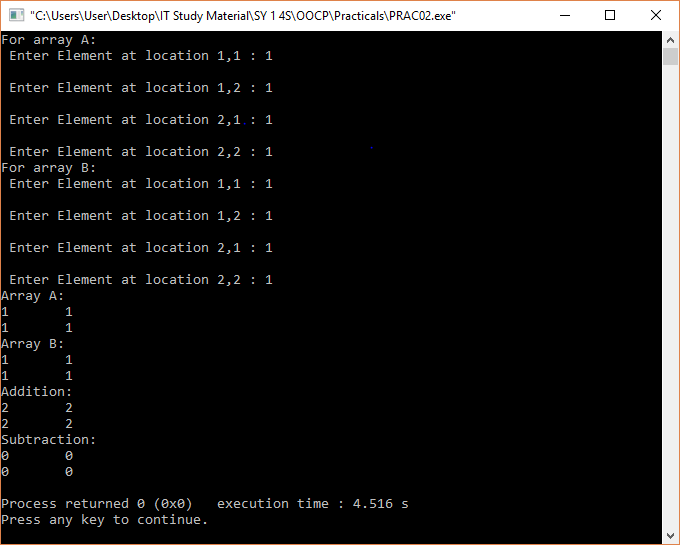 "C:\Users\User\Desktop\IT Study Material\SY 1 4S\OOCP\Practicals\PRAC02.exe"
For array A:
 Enter Element at location 1,1 : 1
 Enter Element at location 1,2 : 1
 Enter Element at location 2,1 : 1
 Enter Element at location 2,2 : 1
For array B:
 Enter Element at location 1,1 : 1
 Enter Element at location 1,2 : 1
 Enter Element at location 2,1 : 1
 Enter Element at location 2,2 : 1
Array A:
1       1
1       1
Array B:
1       1
1       1
Addition:
2       2
2       2
Subtraction:
0       0
0       0
Process returned 0 (0x0)   execution time : 4.516 s
Press any key to continue.